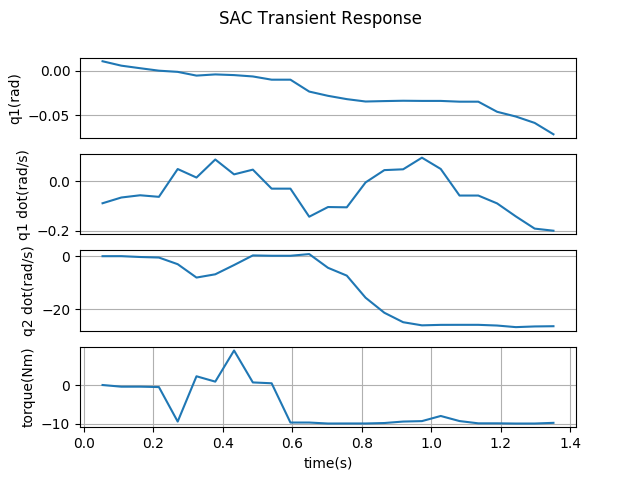 SAC Transient Response
q1(rad)
0.00
−0.05
q1 dot(rad/s)
0.0
−0.2
q2 dot(rad/s)
0
−20
torque(Nm)
0
−10
0.0 0.2 0.4 0.6 0.8 1.0 1.2 1.4
time(s)